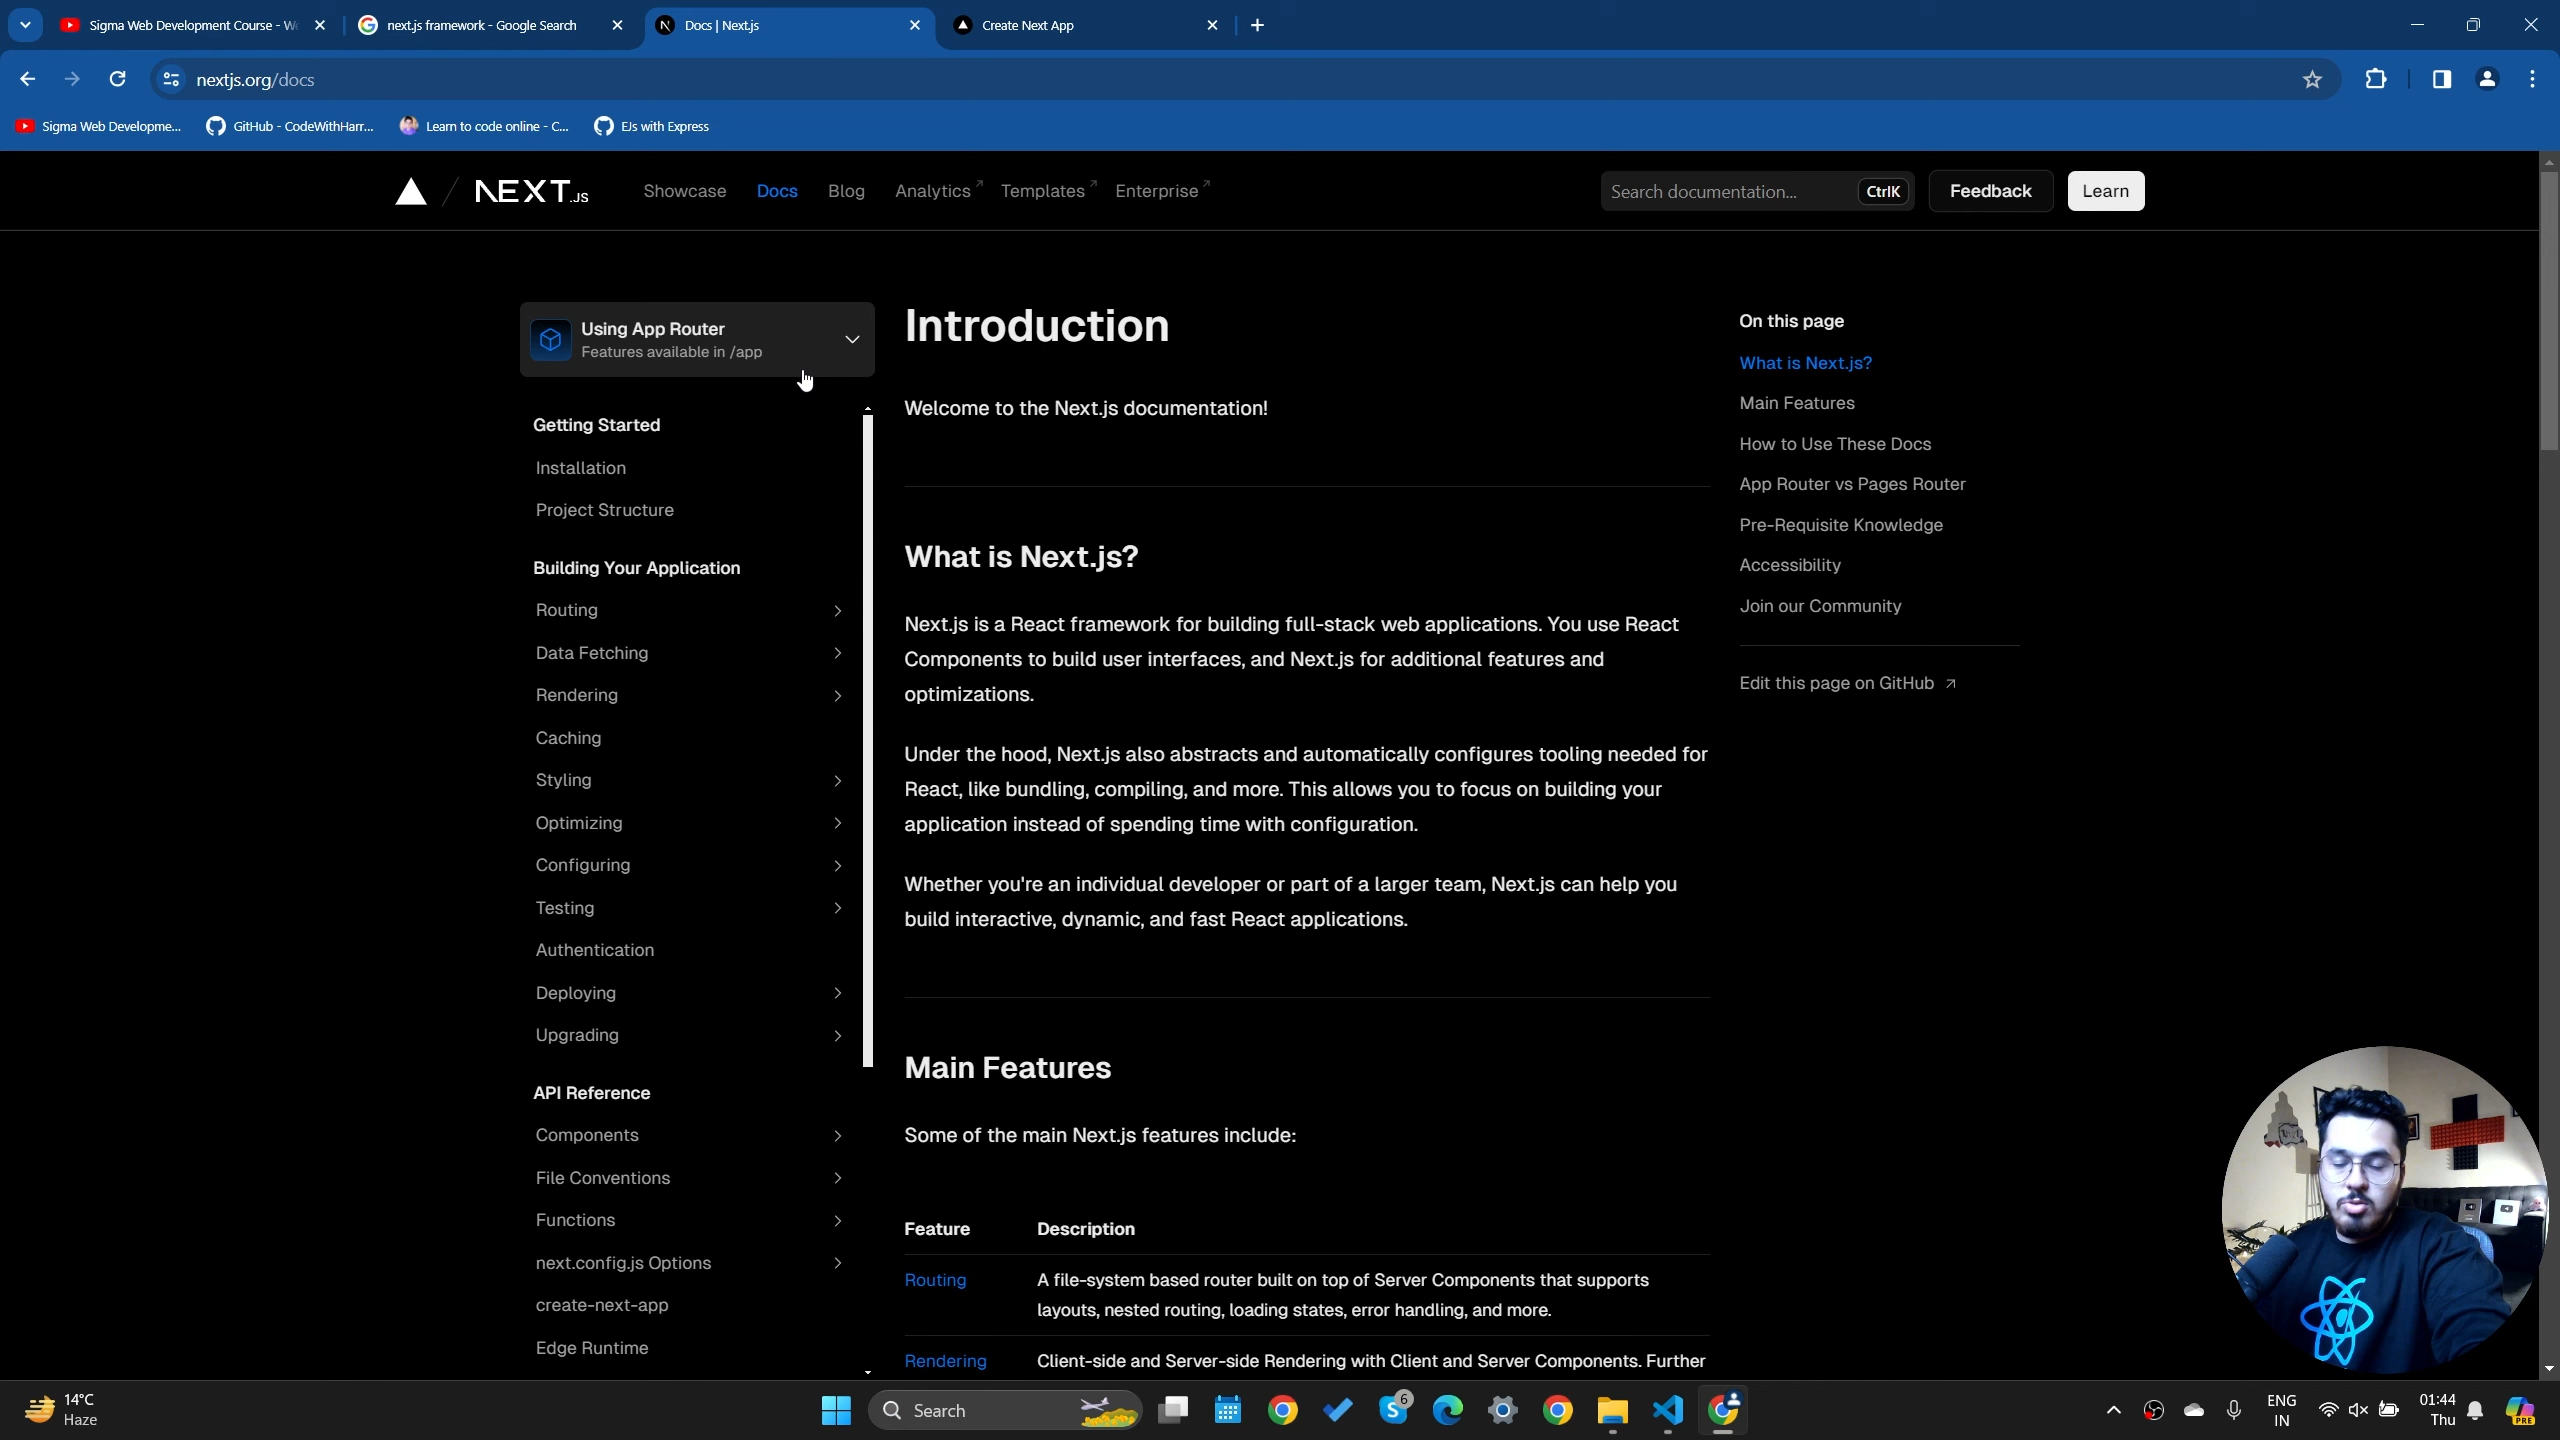 Sigma Web Development Course - W
next.js framework - Google Search
Docs | Next.js
Create Next App
nextjs.org/docs
Sigma Web Developme...
GitHub - CodeWithHarr...
Learn to code online - C...
EJs with Express
NEXT.JS
Showcase
Docs
Blog
Analytics
Templates
Enterprise
Search documentation...
CtrlK
Feedback
Learn
Using App Router
Features available in /app
Getting Started
Installation
Project Structure
Building Your Application
Routing
Data Fetching
Rendering
Caching
Styling
Optimizing
Configuring
Testing
Authentication
Deploying
Upgrading
API Reference
Components
File Conventions
Functions
next.config.js Options
create-next-app
Edge Runtime
Introduction
Welcome to the Next.js documentation!
What is Next.js?
Next.js is a React framework for building full-stack web applications. You use React
Components to build user interfaces, and Next.js for additional features and
optimizations.
Under the hood, Next.js also abstracts and automatically configures tooling needed for
React, like bundling, compiling, and more. This allows you to focus on building your
application instead of spending time with configuration.
Whether you're an individual developer or part of a larger team, Next.js can help you
build interactive, dynamic, and fast React applications.
Main Features
Some of the main Next.js features include:
Feature Description
Routing A file-system based router built on top of Server Components that supports
layouts, nested routing, loading states, error handling, and more.
Rendering Client-side and Server-side Rendering with Client and Server Components. Further
On this page
What is Next.js?
Main Features
How to Use These Docs
App Router vs Pages Router
Pre-Requisite Knowledge
Accessibility
Join our Community
Edit this page on GitHub
14°C
Haze
Search
6
ENG
IN
01:44
Thu
PRE